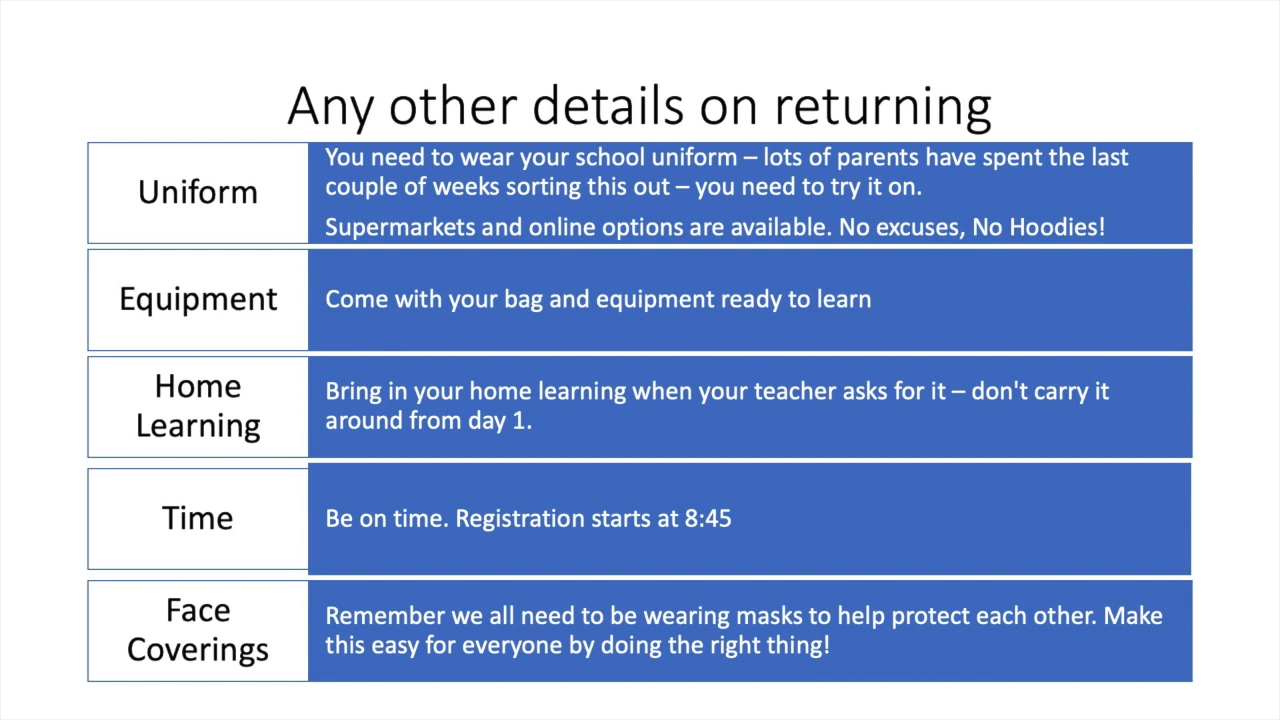 Any other details on returning
Uniform
You need to wear your school uniform – lots of parents have spent the last
couple of weeks sorting this out – you need to try it on.
Supermarkets and online options are available. No excuses, No Hoodies!
Equipment
Come with your bag and equipment ready to learn
Home
Learning
Bring in your home learning when your teacher asks for it – don't carry it
around from day 1.
Time
Be on time. Registration starts at 8:45
Face
Coverings
Remember we all need to be wearing masks to help protect each other. Make
this easy for everyone by doing the right thing!